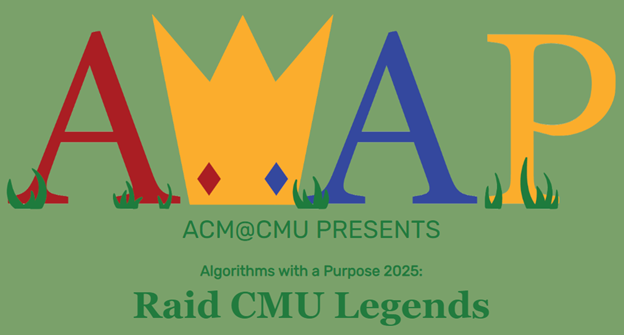 AWAP
ACM@CMU PRESENTS
Algorithms with a Purpose 2025:
Raid CMU Legends